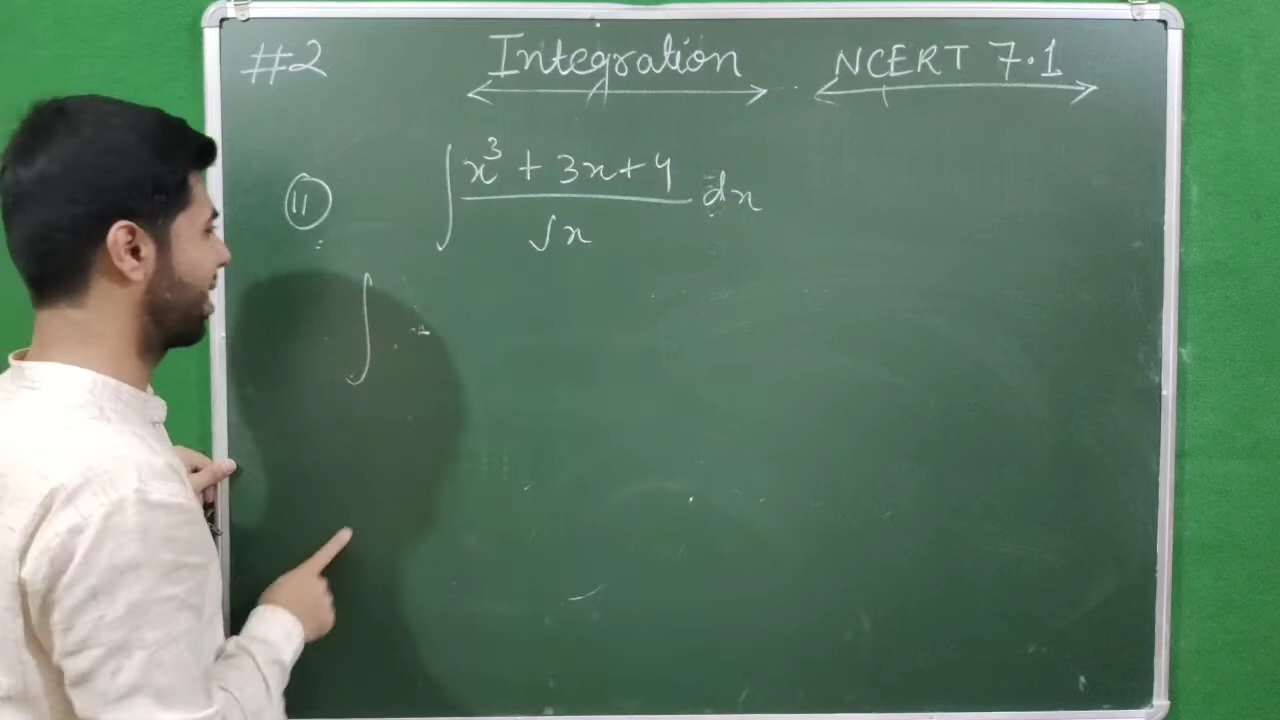 #2 Integration NCERT 7.1
(11) ∫ x³ + 3x + 4 / √x dx
∫